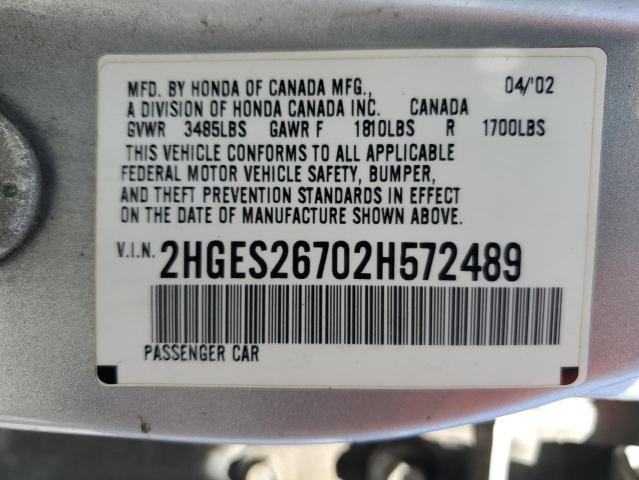 MFD. BY HONDA OF CANADA MFG., 04/'02
A DIVISION OF HONDA CANADA INC. CANADA
GVWR 3485LBS GAWR F 1810LBS R 1700LBS
THIS VEHICLE CONFORMS TO ALL APPLICABLE
FEDERAL MOTOR VEHICLE SAFETY, BUMPER,
AND THEFT PREVENTION STANDARDS IN EFFECT
ON THE DATE OF MANUFACTURE SHOWN ABOVE.
V.I.N. 2HGES26702H572489
PASSENGER CAR